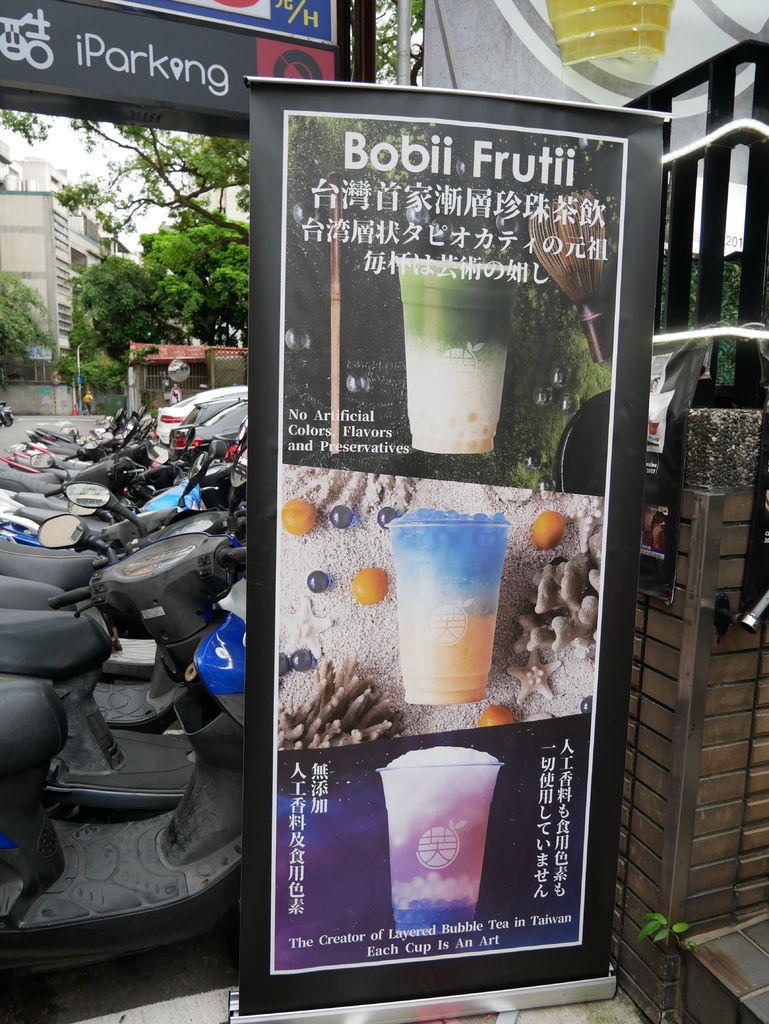 元/H
酷 iParking
Bobii Frutii
台灣首家漸層珍珠茶飲
台湾層状タピオカティの元祖
毎杯は芸術の如し
No Artificial
Colors, Flavors
and Preservatives
無添加
人工香料及食用色素
人工香料も食用色素も
一切使用していません
The Creator of Layered Bubble Tea in Taiwan
Each Cup Is An Art